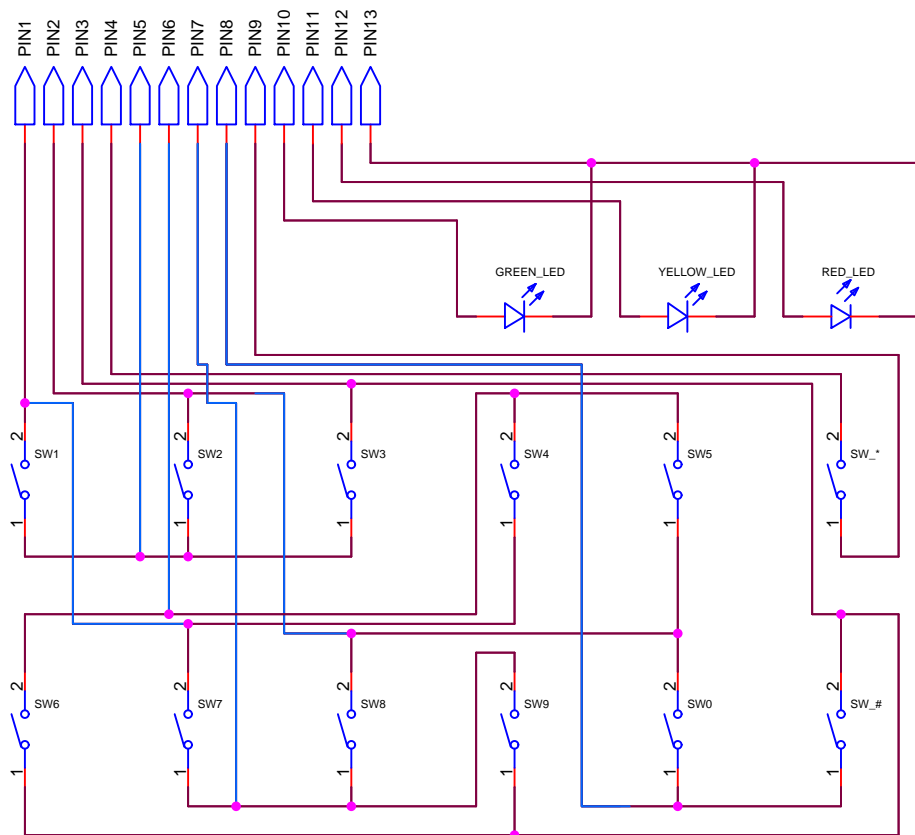 PIN1
PIN2
PIN3
PIN4
PIN5
PIN6
PIN7
PIN8
PIN9
PIN10
PIN11
PIN12
PIN13
GREEN_LED
YELLOW_LED
RED_LED
2
2
2
2
2
2
SW1
SW2
SW3
SW4
SW5
SW_*
1
1
1
1
1
1
2
2
2
2
2
2
SW6
SW7
SW8
SW9
SW0
SW_#
1
1
1
1
1
1